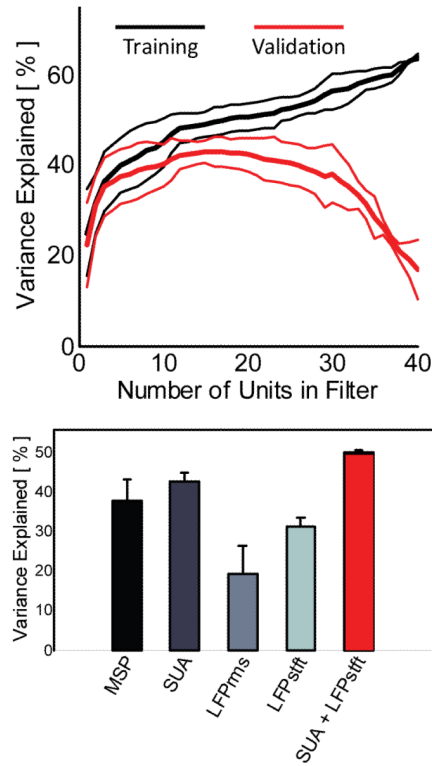 Training Validation
Variance Explained [ % ]
60
40
20
0
0 10 20 30 40
Number of Units in Filter
Variance Explained [ % ]
50
40
30
20
10
0
MSP
SUA
LFPrms
LFPstft
SUA + LFPstft